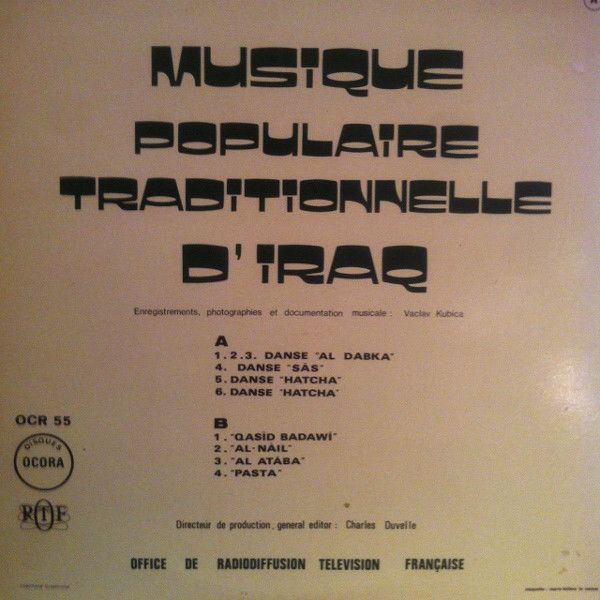 MUSIQUE
POPULAIRE
TRADITIONNELLE
D'IRAQ
Enregistrements, photographies et documentation musicale : Vaclav Kubica
A
1.2.3. DANSE "AL DABKA"
4. DANSE "SĀS"
5. DANSE "HATCHA"
6. DANSE "HATCHA"
B
1. "QASĪD BADAWĪ"
2. "AL-NĀIL"
3. "AL ATĀBA"
4. "PASTA"
OCR 55
DISQUES
OCORA
RTF
Directeur de production, general editor : Charles Duvelle
OFFICE DE RADIODIFFUSION TELEVISION FRANÇAISE